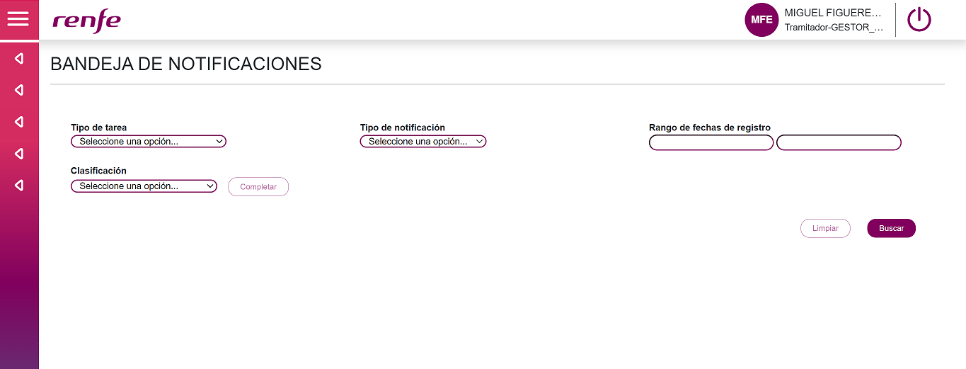 renfe
MFE
MIGUEL FIGUERE...
Tramitador-GESTOR_...
BANDEJA DE NOTIFICACIONES
Tipo de tarea
Tipo de notificación
Rango de fechas de registro
Seleccione una opción...
Seleccione una opción...
Clasificación
Seleccione una opción...
Completar
Limpiar
Buscar